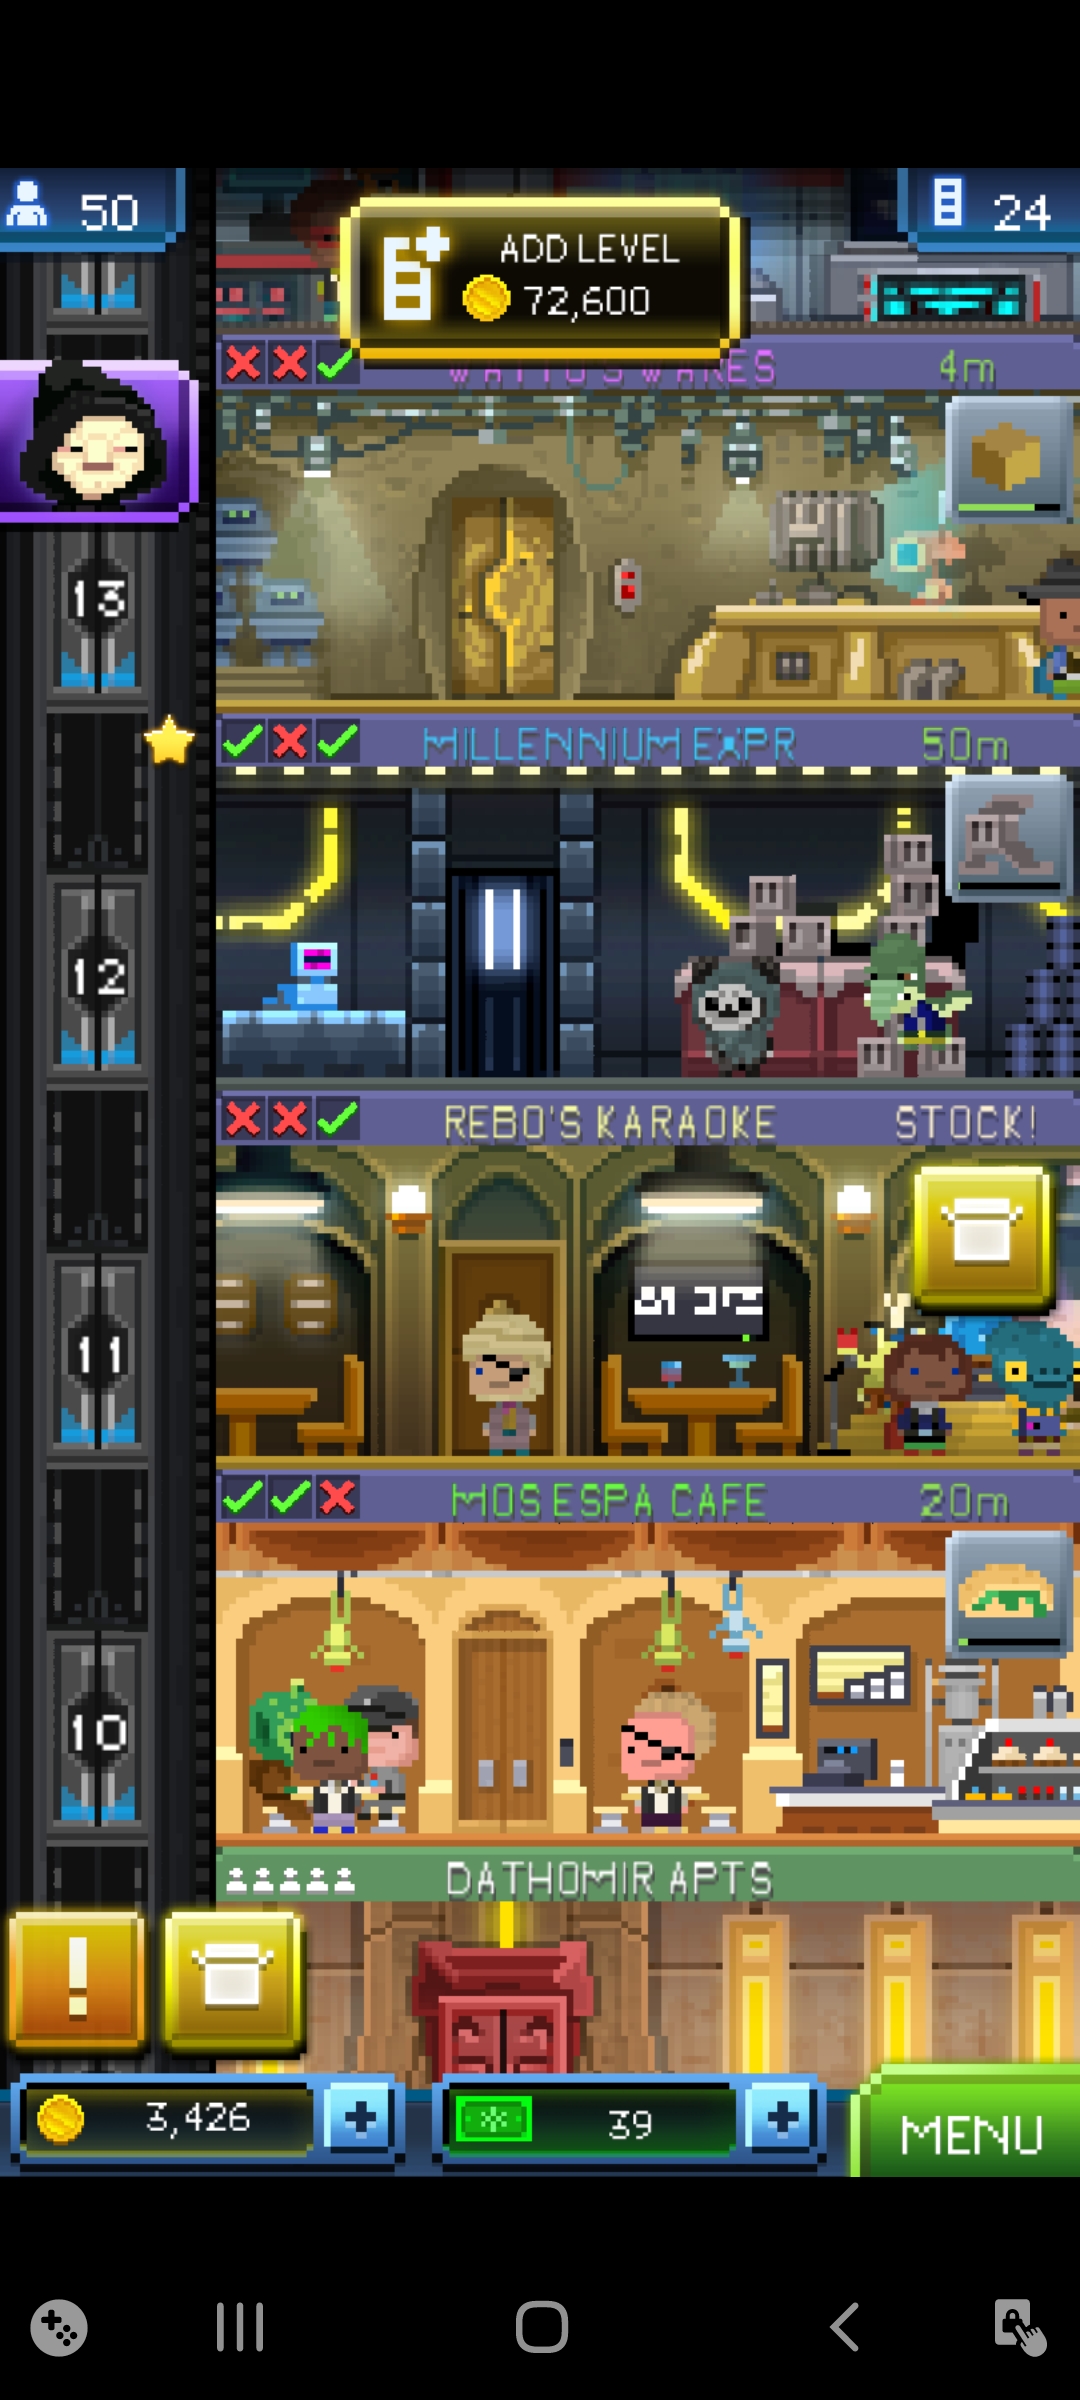 50
ADD LEVEL
72,600
24
WATTO'S WARES
4m
13
MILLENNIUM EXPR
50m
12
REBO'S KARAOKE
STOCK!
11
MOS ESPA CAFE
20m
10
DATHOMIR APTS
!
3,426
+
39
+
MENU